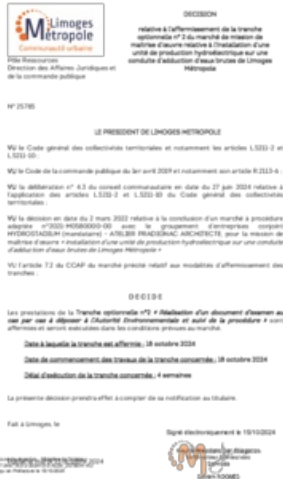 Limoges
Métropole
Communauté urbaine
Pôle Ressources
Direction des Affaires Juridiques et
de la commande publique
DECISION
relative à l'affermissement de la tranche
optionnelle n° 2 du marché de mission de
maîtrise d'œuvre relative à l'installation d'une
unité de production hydroélectrique sur une
conduite d'adduction d'eaux brutes de Limoges
Métropole
N° 25785
LE PRESIDENT DE LIMOGES METROPOLE
VU le Code général des collectivités territoriales et notamment les articles L.5211-2 et
L.5211-10 ;
VU le Code de la commande publique du 1er avril 2019 et notamment son article R.2113-6 ;
VU la délibération n° 4.3 du conseil communautaire en date du 27 juin 2024 relative à
l'application des articles L.5211-2 et L.5211-10 du Code général des collectivités
territoriales ;
VU la décision en date du 2 mars 2022 relative à la conclusion d'un marché à procédure
adaptée avec le groupement d'entreprises conjoint
HYDROSTADIUM (mandataire) - ATELIER ARCHITECTE pour la mission de
maîtrise d'œuvre « installation d'une unité de production hydroélectrique sur une conduite
d'adduction d'eaux brutes de Limoges Métropole »
VU l'article 7.2 du CCAP du marché précité relatif aux modalités d'affermissement des
tranches ;
DECIDE
Les prestations de la Tranche optionnelle n°2 « Réalisation d'un document d'examen au
cas par cas à déposer à l'Autorité Environnementale et suivi de la procédure » sont
affermies et seront exécutées dans les conditions prévues au marché.
Date à laquelle la tranche est affermie : 18 octobre 2024
Date de commencement des travaux de la tranche concernée : 18 octobre 2024
Délai d'exécution de la tranche concernée : 4 semaines
La présente décision prendra effet à compter de sa notification au titulaire.
Fait à Limoges, le
Signé électroniquement le 15/10/2024